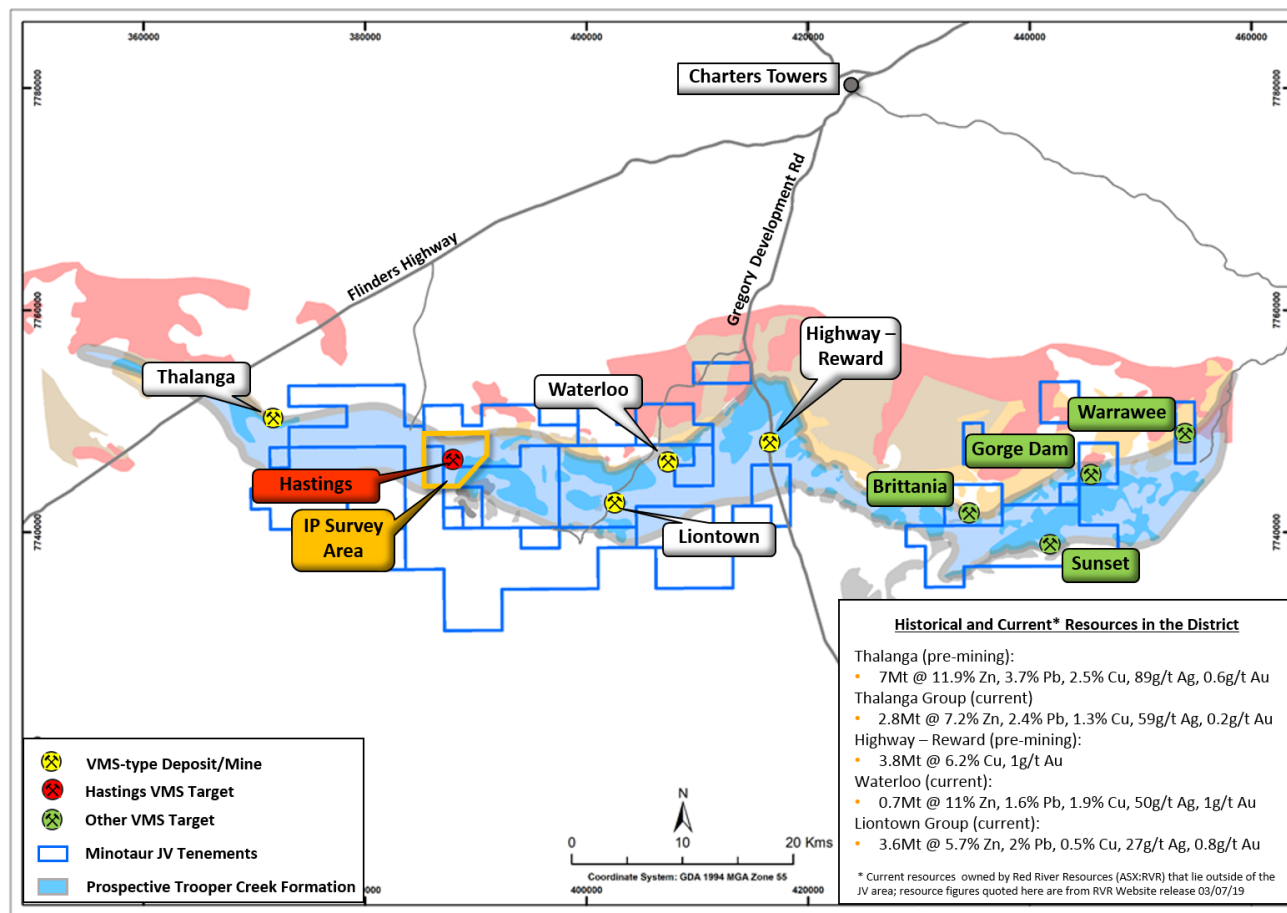 360000
380000
400000
420000
440000
460000
7780000
7780000
Charters Towers
Flinders Highway
Gregory Development Rd
7760000
7760000
Highway –
Reward
Thalanga
Waterloo
Warrawee
Gorge Dam
Hastings
Brittania
IP Survey
Area
Liontown
Sunset
7740000
7740000
Historical and Current* Resources in the District
Thalanga (pre-mining):
• 7Mt @ 11.9% Zn, 3.7% Pb, 2.5% Cu, 89g/t Ag, 0.6g/t Au
Thalanga Group (current)
• 2.8Mt @ 7.2% Zn, 2.4% Pb, 1.3% Cu, 59g/t Ag, 0.2g/t Au
Highway – Reward (pre-mining):
• 3.8Mt @ 6.2% Cu, 1g/t Au
Waterloo (current):
• 0.7Mt @ 11% Zn, 1.6% Pb, 1.9% Cu, 50g/t Ag, 1g/t Au
Liontown Group (current):
• 3.6Mt @ 5.7% Zn, 2% Pb, 0.5% Cu, 27g/t Ag, 0.8g/t Au
* Current resources owned by Red River Resources (ASX:RVR) that lie outside of the
JV area; resource figures quoted here are from RVR Website release 03/07/19
VMS-type Deposit/Mine
Hastings VMS Target
Other VMS Target
Minotaur JV Tenements
Prospective Trooper Creek Formation
N
0 10 20 Kms
Coordinate System: GDA 1994 MGA Zone 55
400000
420000